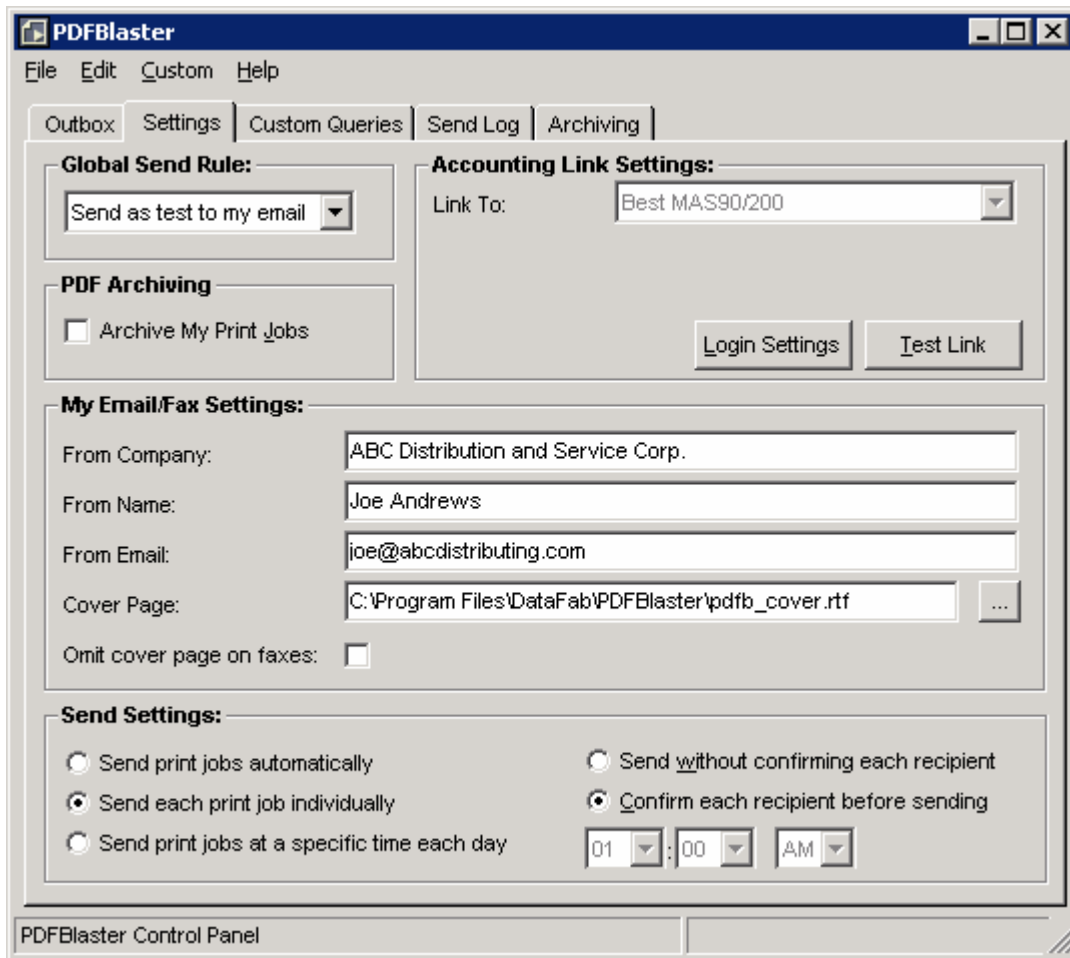 PDFBlaster
File Edit Custom Help
Outbox Settings Custom Queries Send Log Archiving
Global Send Rule:
Send as test to my email
Accounting Link Settings:
Link To: Best MAS90/200
PDF Archiving
Archive My Print Jobs
Login Settings Test Link
My Email/Fax Settings:
From Company: ABC Distribution and Service Corp.
From Name: Joe Andrews
From Email: joe@abcdistributing.com
Cover Page: C:\Program Files\DataFab\PDFBlaster\pdfb_cover.rtf ...
Omit cover page on faxes:
Send Settings:
Send print jobs automatically
Send each print job individually
Send print jobs at a specific time each day
Send without confirming each recipient
Confirm each recipient before sending
01 : 00 AM
PDFBlaster Control Panel